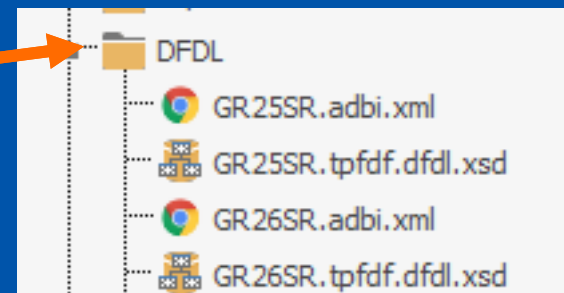 DFDL
GR25SR.adbi.xml
GR25SR.tpfdf.dfdl.xsd
GR26SR.adbi.xml
GR26SR.tpfdf.dfdl.xsd